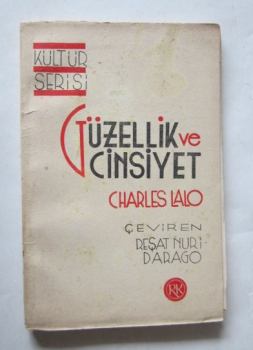 KÜLTÜR
SERİSİ
GÜZELLİK ve
CİNSİYET
CHARLES LALO
ÇEVİREN
REŞAT NURİ
DARAGO
RK